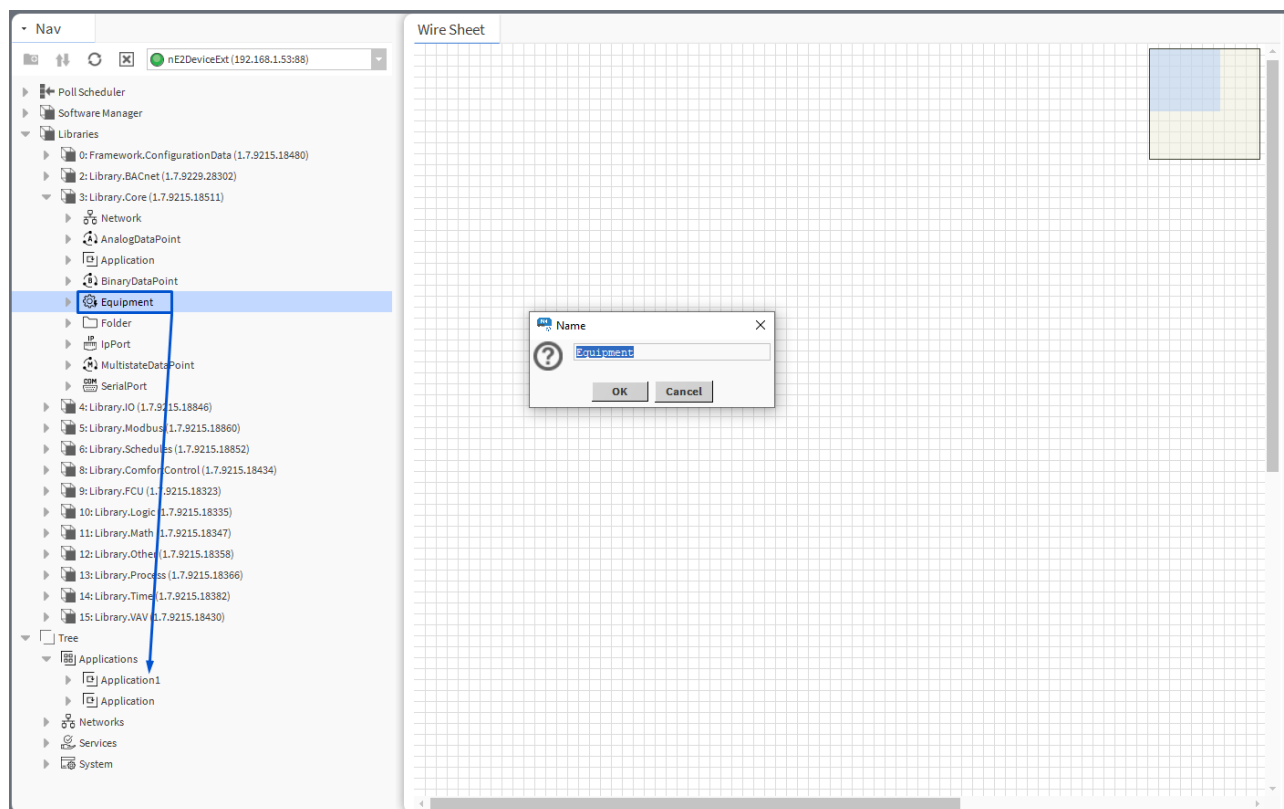 Nav
nE2DeviceExt (192.168.1.53:88)
Poll Scheduler
Software Manager
Libraries
0: Framework.ConfigurationData (1.7.9215.18480)
2: Library.BACnet (1.7.9229.28302)
3: Library.Core (1.7.9215.18511)
Network
AnalogDataPoint
Application
BinaryDataPoint
Equipment
Folder
IpPort
MultistateDataPoint
SerialPort
4: Library.IO (1.7.9215.18846)
5: Library.Modbus (1.7.9215.18860)
6: Library.Schedules (1.7.9215.18852)
8: Library.ComfortControl (1.7.9215.18434)
9: Library.FCU (1.7.9215.18323)
10: Library.Logic (1.7.9215.18335)
11: Library.Math (1.7.9215.18347)
12: Library.Other (1.7.9215.18358)
13: Library.Process (1.7.9215.18366)
14: Library.Time (1.7.9215.18382)
15: Library.VAV (1.7.9215.18430)
Tree
Applications
Application1
Application
Networks
Services
System
Wire Sheet
Name
Equipment
OK Cancel